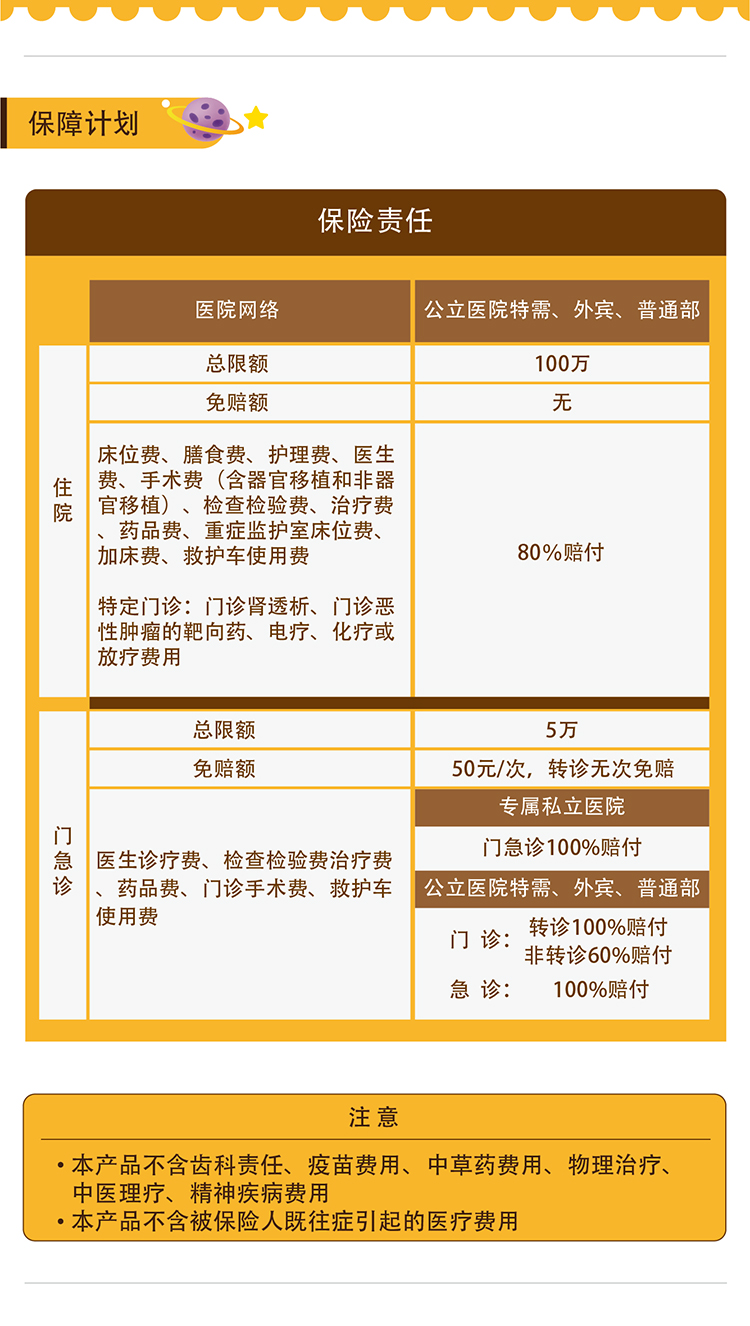 保障计划
保险责任
医院网络
公立医院特需、外宾、普通部
住院
总限额
100万
免赔额
无
床位费、膳食费、护理费、医生
费、手术费（含器官移植和非器
官移植）、检查检验费、治疗费
、药品费、重症监护室床位费、
加床费、救护车使用费
特定门诊：门诊肾透析、门诊恶
性肿瘤的靶向药、电疗、化疗或
放疗费用
80%赔付
门急诊
总限额
5万
免赔额
50元/次，转诊无次免赔
医生诊疗费、检查检验费治疗费
、药品费、门诊手术费、救护车
使用费
专属私立医院
门急诊100%赔付
公立医院特需、外宾、普通部
门 诊： 转诊100%赔付
非转诊60%赔付
急 诊： 100%赔付
注意
• 本产品不含齿科责任、疫苗费用、中草药费用、物理治疗、
中医理疗、精神疾病费用
• 本产品不含被保险人既往症引起的医疗费用